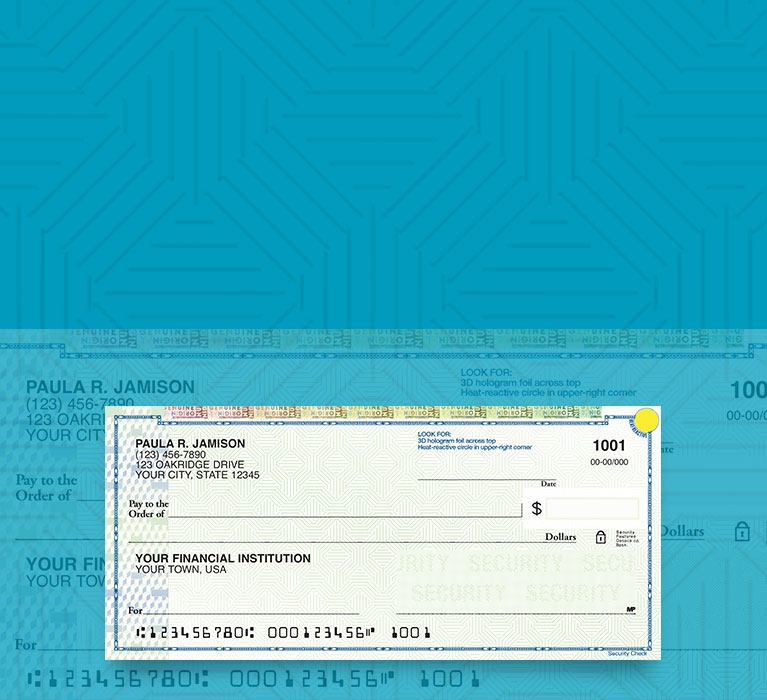 GENUINE
ORIGIN
PAULA R. JAMISON
(123) 456-7890
123 OAKR
YOUR CIT
LOOK FOR:
3D hologram foil across top
Heat-reactive circle in upper-right corner
100
00-00/0
Date
Pay to the
Order of
Dollars
YOUR FIN
YOUR TOW
For
⑆123456780⑆ 000123456⑈ 1001
PAULA R. JAMISON
(123) 456-7890
123 OAKRIDGE DRIVE
YOUR CITY, STATE 12345
LOOK FOR:
3D hologram foil across top
Heat-reactive circle in upper-right corner
1001
00-00/000
Date
Pay to the
Order of
$
Dollars
Security
Features
Details on
Back.
YOUR FINANCIAL INSTITUTION
YOUR TOWN, USA
URITY SECURITY SECU
SECURITY SECURITY
For
MP
⑆123456780⑆ 000123456⑈ 1001
Security Check